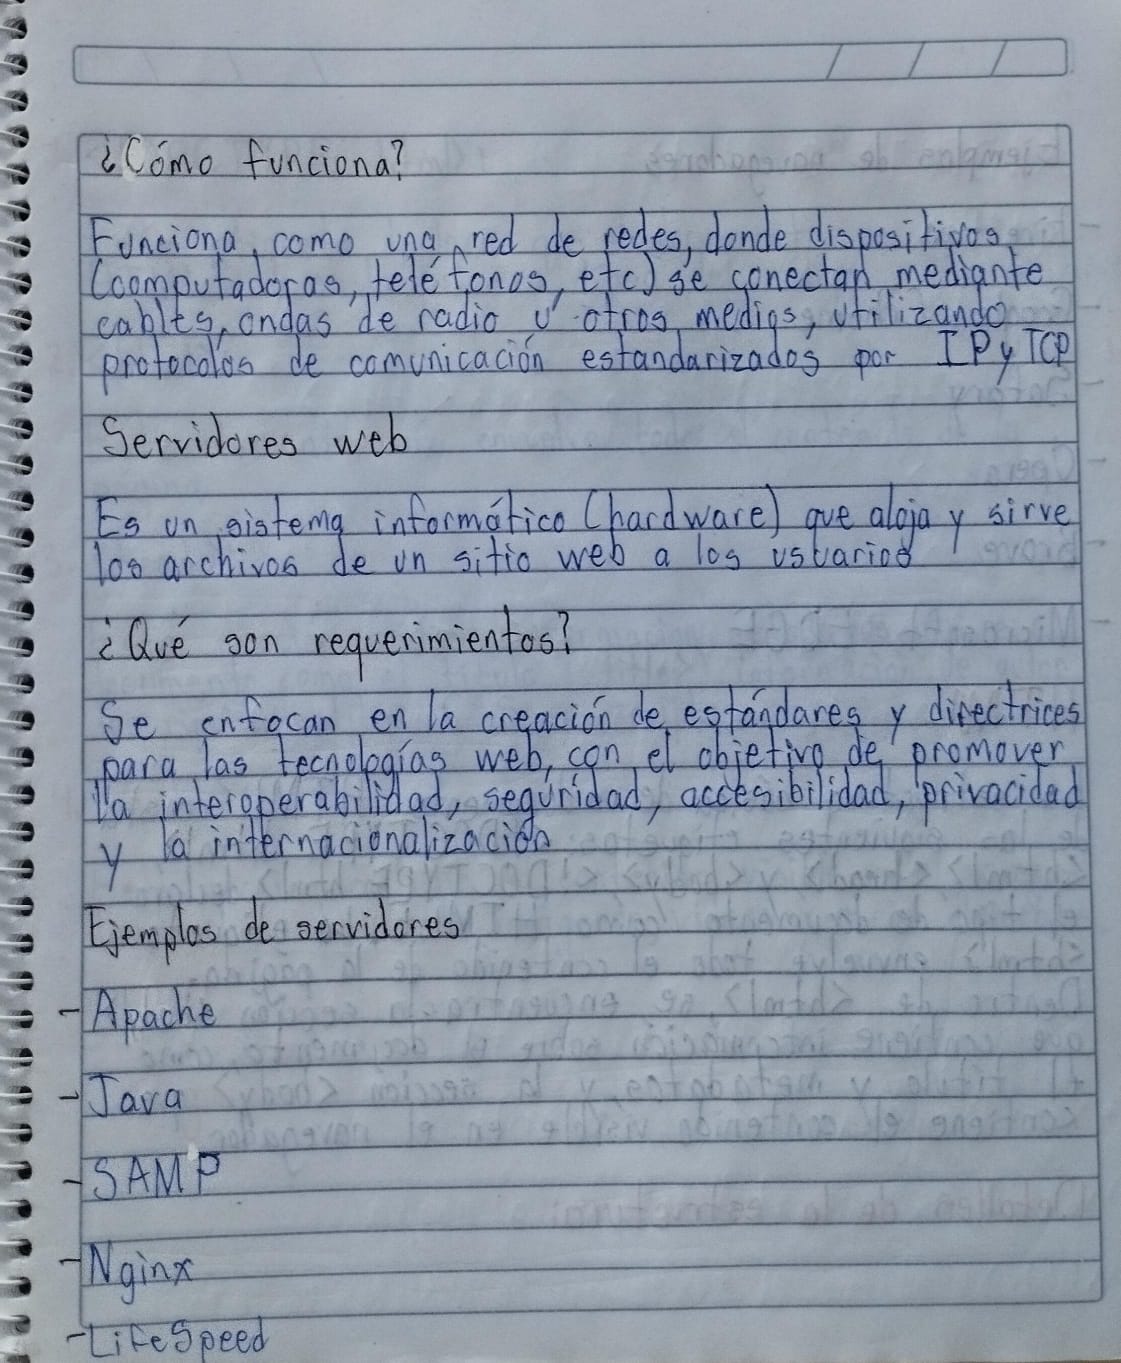 ¿Cómo funciona?
Funciona, como una red de redes, donde dispositivos
(computadoras, teléfonos, etc) se conectan mediante
cables, ondas de radio u otros medios, utilizando
protocolos de comunicación estandarizados por IP y TCP
Servidores web
Es un sistema informático (hardware) que aloja y sirve
los archivos de un sitio web a los usuarios
¿Qué son requerimientos?
Se enfocan en la creación de estándares y directrices
para las tecnologías web, con el objetivo de promover
la interoperabilidad, seguridad, accesibilidad, privacidad
y la internacionalización
Ejemplos de servidores
- Apache
- Java
- SAMP
- Nginx
- LifeSpeed